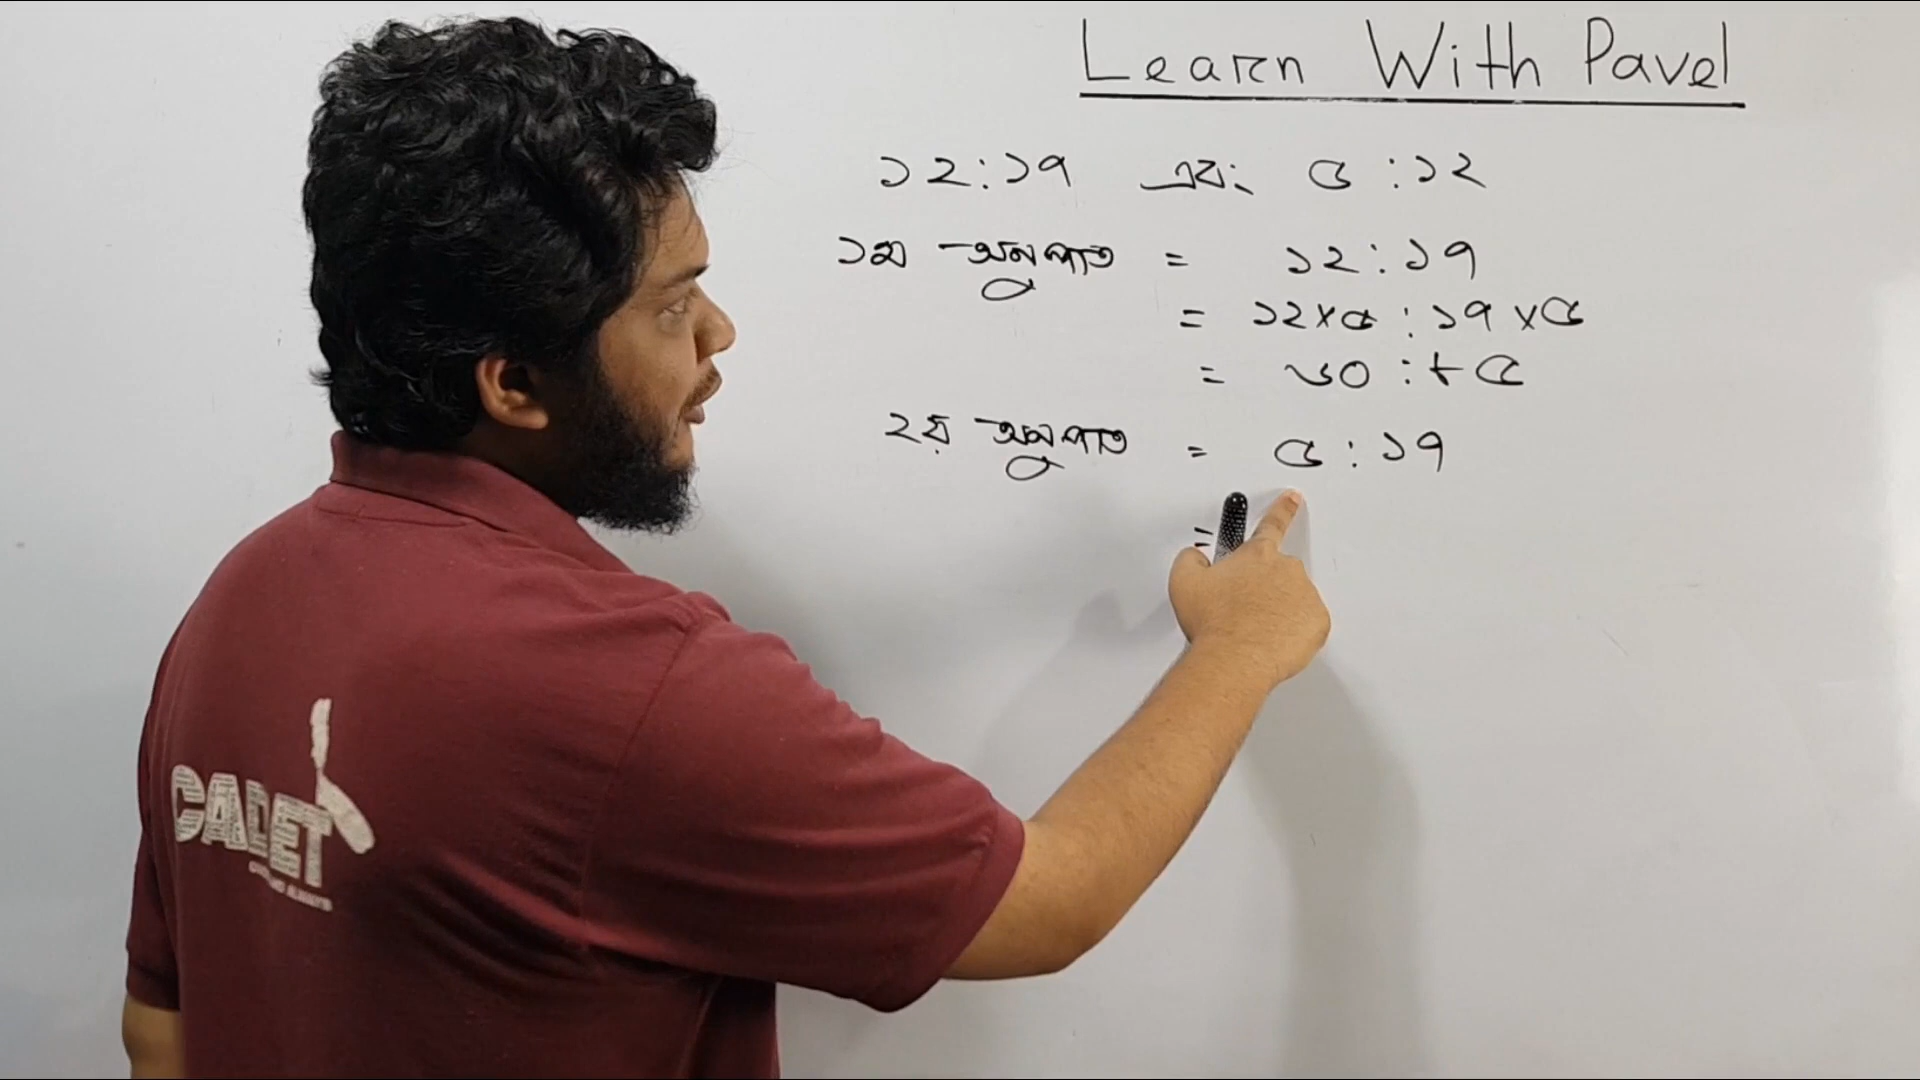 Learn With Pavel
১২:১৭ এবং ৫:১২
১ম অনুপাত = ১২:১৭
= ১২×৫:১৭×৫
= ৬০:৮৫
২য় অনুপাত = ৫:১৭
=
CADET